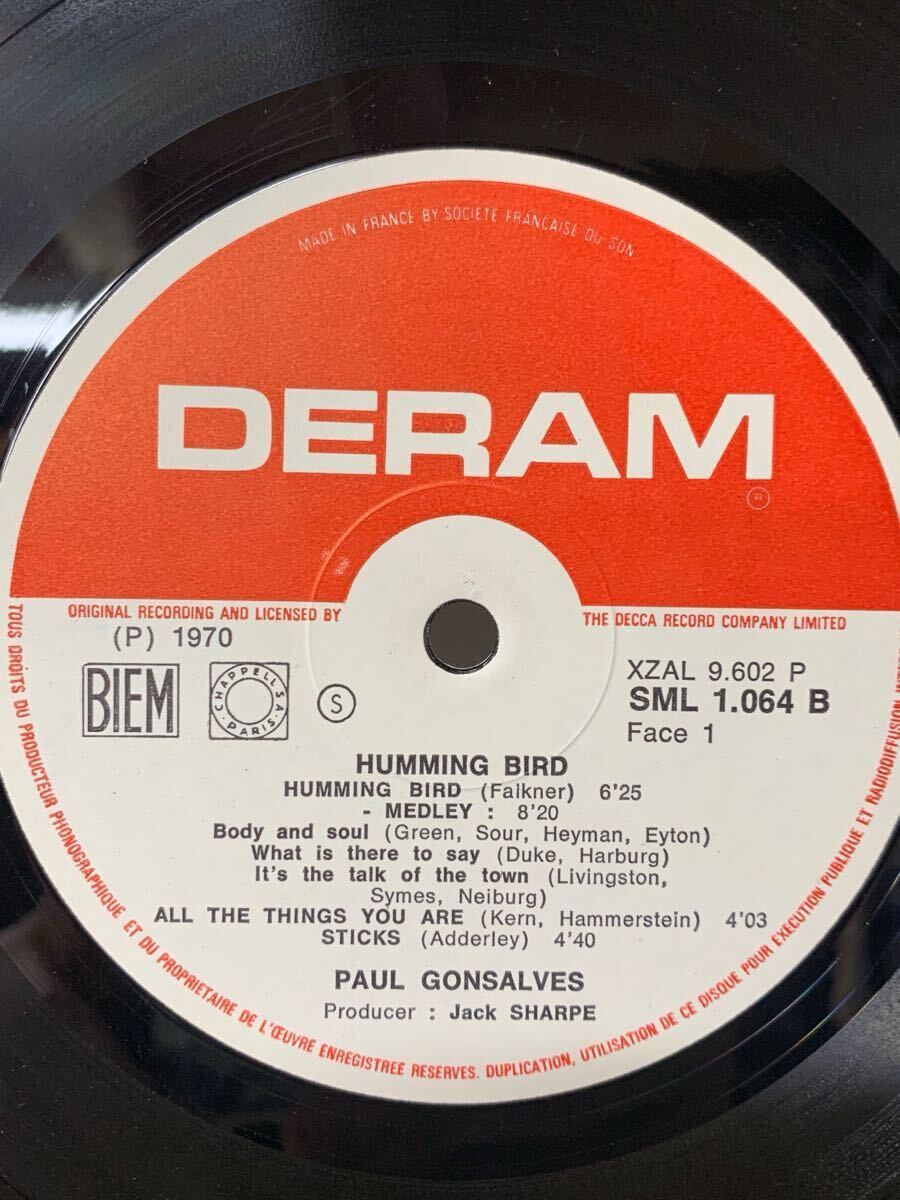 MADE IN FRANCE BY SOCIETE FRANÇAISE DU SON
DERAM
®
ORIGINAL RECORDING AND LICENSED BY THE DECCA RECORD COMPANY LIMITED
(P) 1970
BIEM
CHAPPELL S.A.
PARIS
S
XZAL 9.602 P
SML 1.064 B
Face 1
HUMMING BIRD
HUMMING BIRD (Falkner) 6'25
- MEDLEY : 8'20
Body and soul (Green, Sour, Heyman, Eyton)
What is there to say (Duke, Harburg)
It's the talk of the town (Livingston,
Symes, Neiburg)
ALL THE THINGS YOU ARE (Kern, Hammerstein) 4'03
STICKS (Adderley) 4'40
PAUL GONSALVES
Producer : Jack SHARPE
TOUS DROITS DU PRODUCTEUR PHONOGRAPHIQUE ET DU PROPRIETAIRE DE L'ŒUVRE ENREGISTREE RESERVES. DUPLICATION, UTILISATION DE CE DISQUE POUR EXECUTION PUBLIQUE ET RADIODIFFUSION